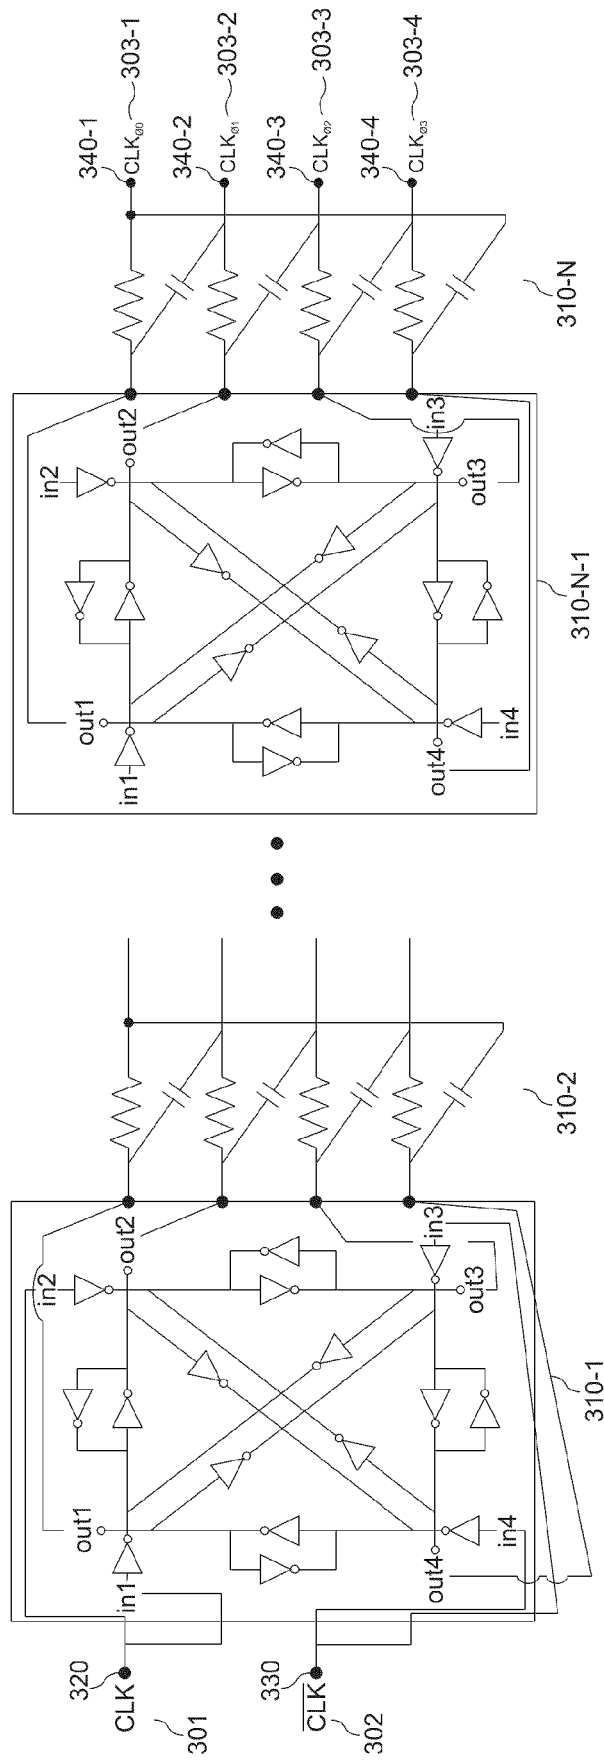 320
CLK
301
330
CLK
302
in1
out1
in2
out2
in3
out3
in4
out4
310-1
310-2
in1
out1
in2
out2
in3
out3
in4
out4
310-N-1
310-N
340-1
CLKø0
303-1
340-2
CLKø1
303-2
340-3
CLKø2
303-3
340-4
CLKø3
303-4